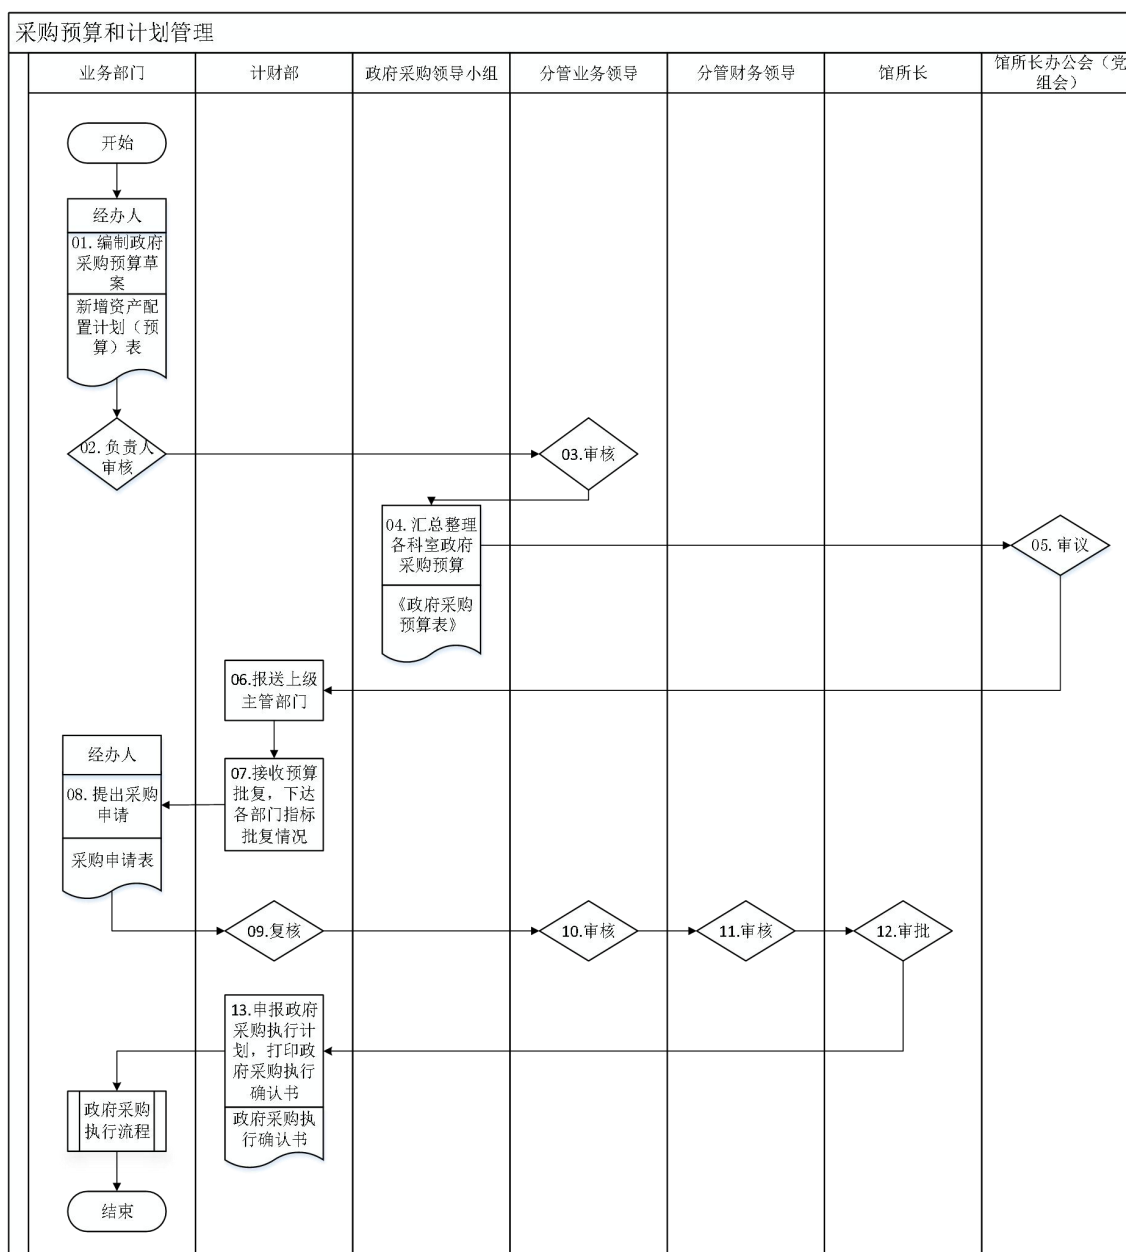 采购预算和计划管理
业务部门
计财部
政府采购领导小组
分管业务领导
分管财务领导
馆所长
馆所长办公会（党
组会）
开始
经办人
01.编制政府
采购预算草
案
新增资产配
置计划（预
算）表
02.负责人
审核
03.审核
04.汇总整理
各科室政府
采购预算
《政府采购
预算表》
05.审议
06.报送上级
主管部门
07.接收预算
批复，下达
各部门指标
批复情况
经办人
08.提出采购
申请
采购申请表
09.复核
10.审核
11.审核
12.审批
13.申报政府
采购执行计
划，打印政
府采购执行
确认书
政府采购执
行确认书
政府采购
执行流程
结束